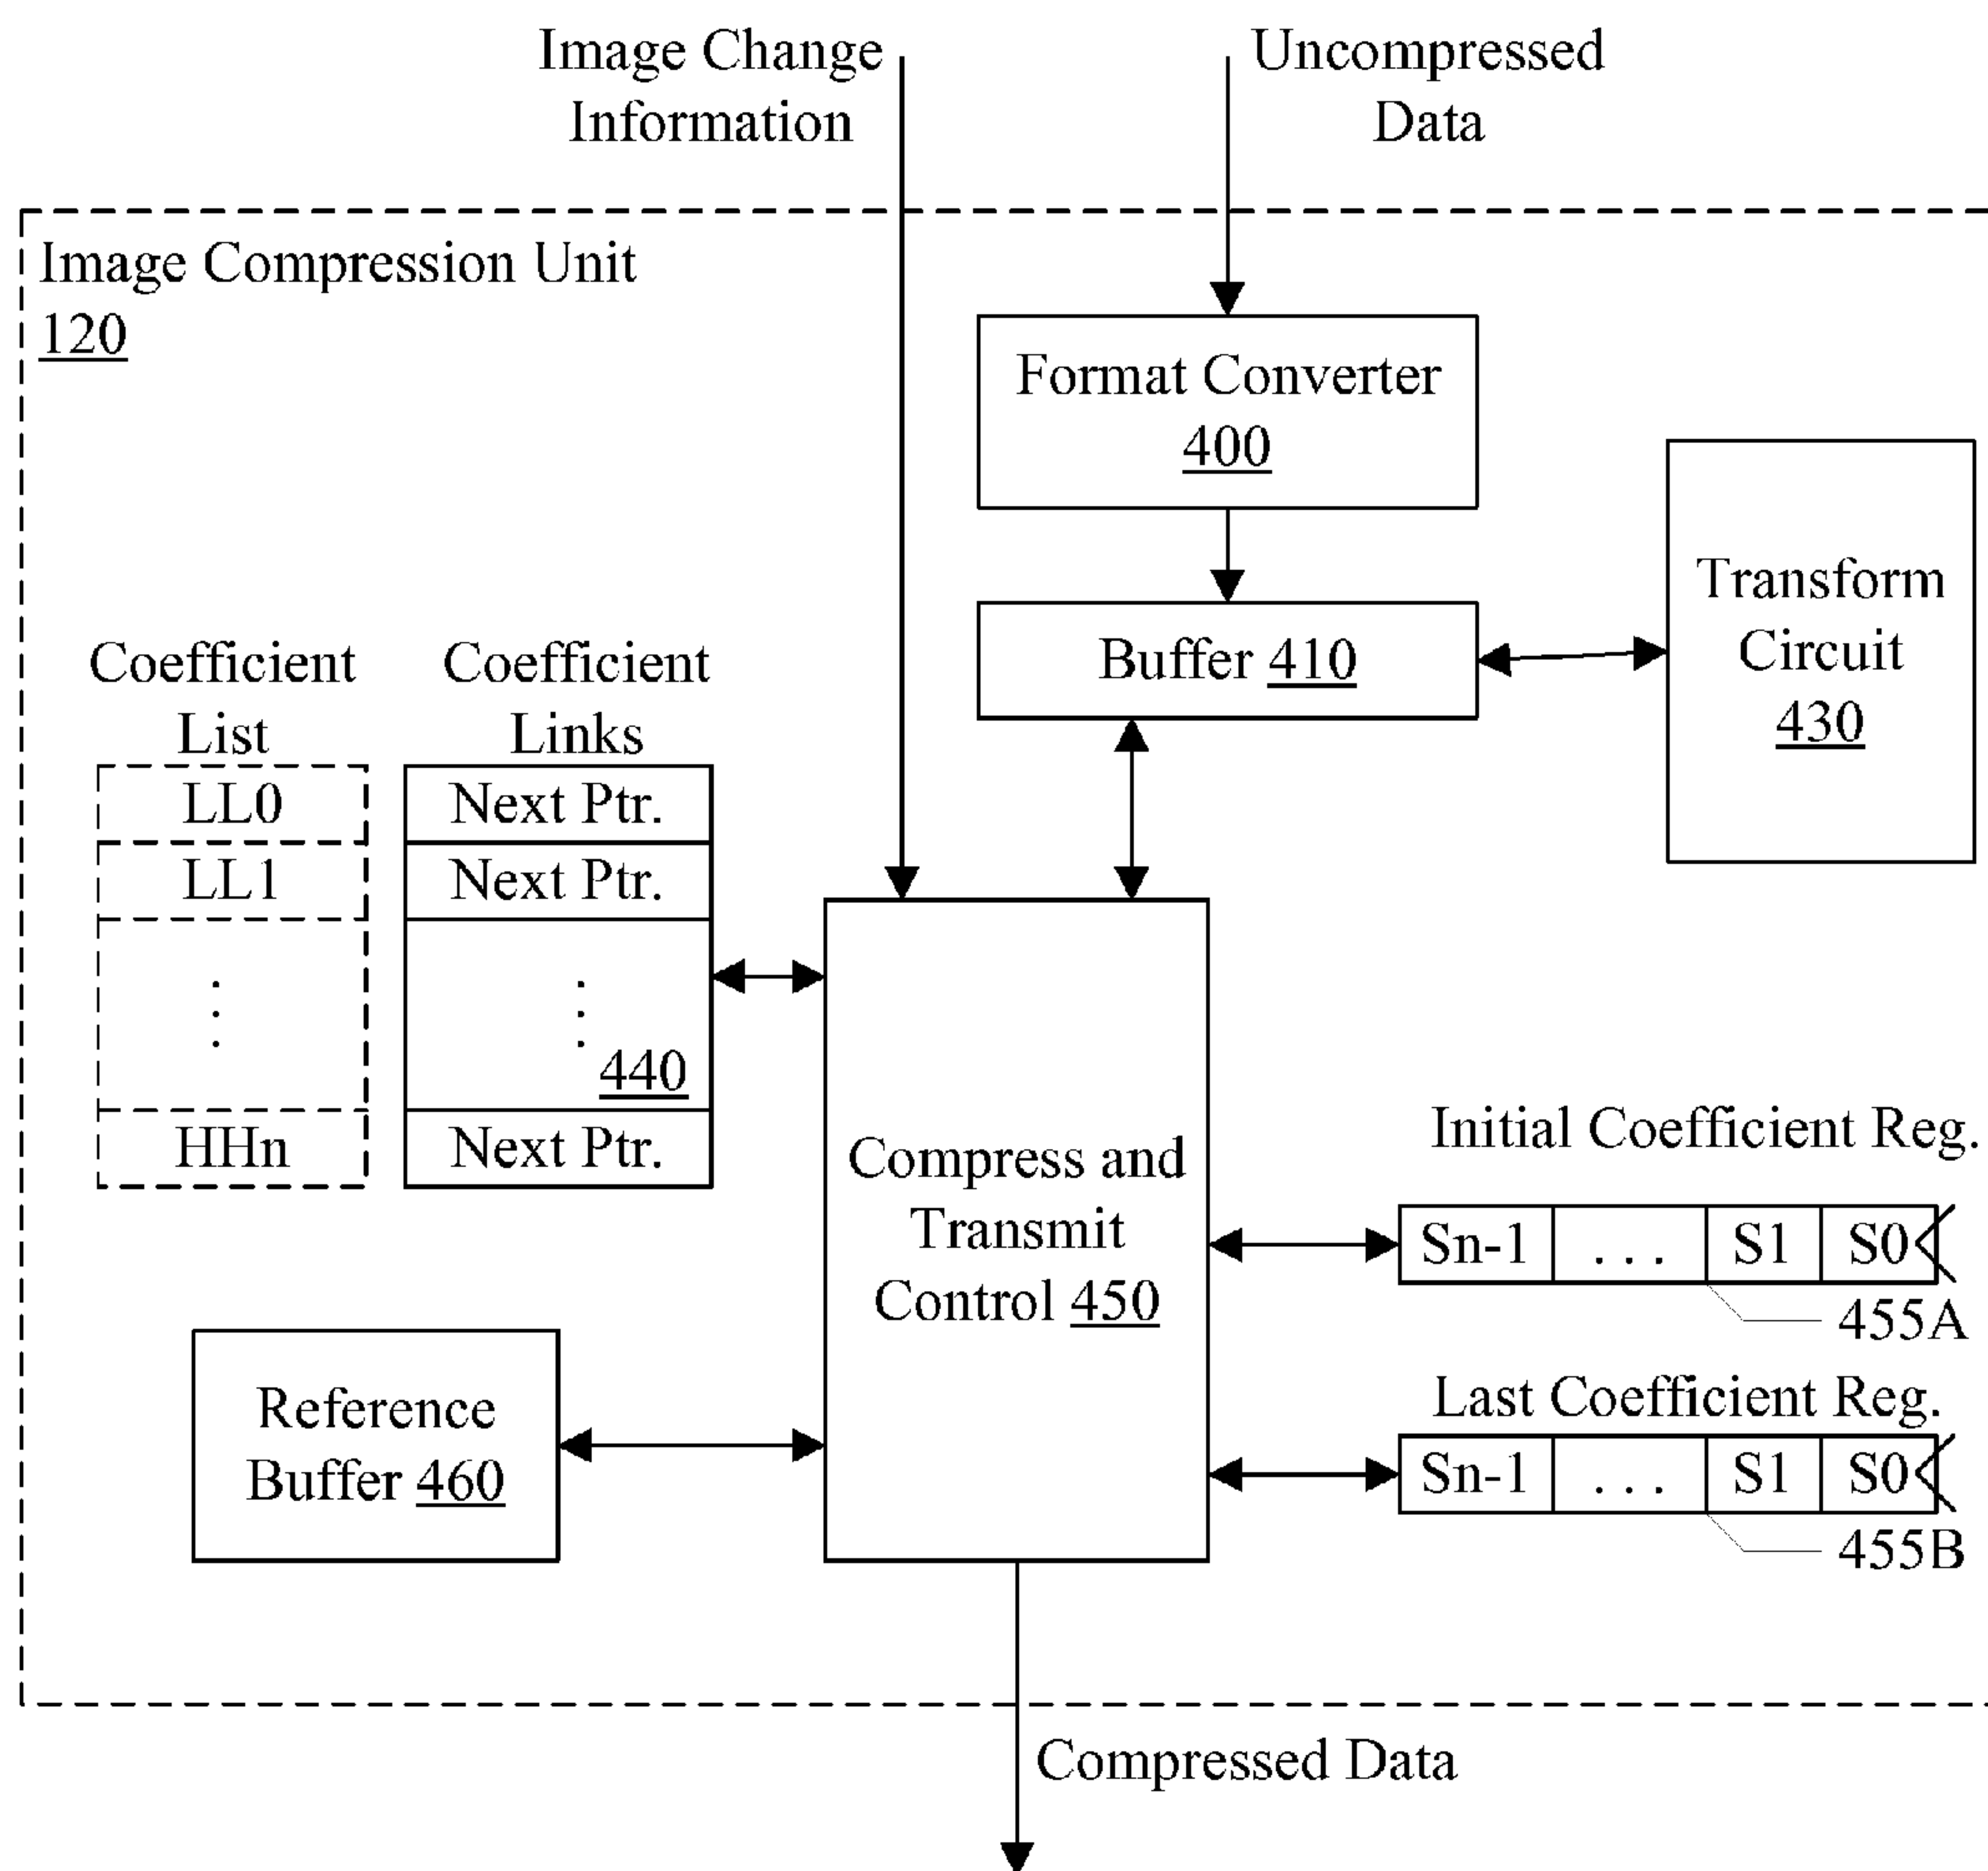 Image Change
Information
Uncompressed
Data
Image Compression Unit
120
Format Converter
400
Transform
Circuit
430
Buffer 410
Coefficient
List
Coefficient
Links
LL0
Next Ptr.
LL1
Next Ptr.
440
HHn
Next Ptr.
Compress and
Transmit
Control 450
Initial Coefficient Reg.
Sn-1 . . . S1 S0
455A
Reference
Buffer 460
Last Coefficient Reg.
Sn-1 . . . S1 S0
455B
Compressed Data